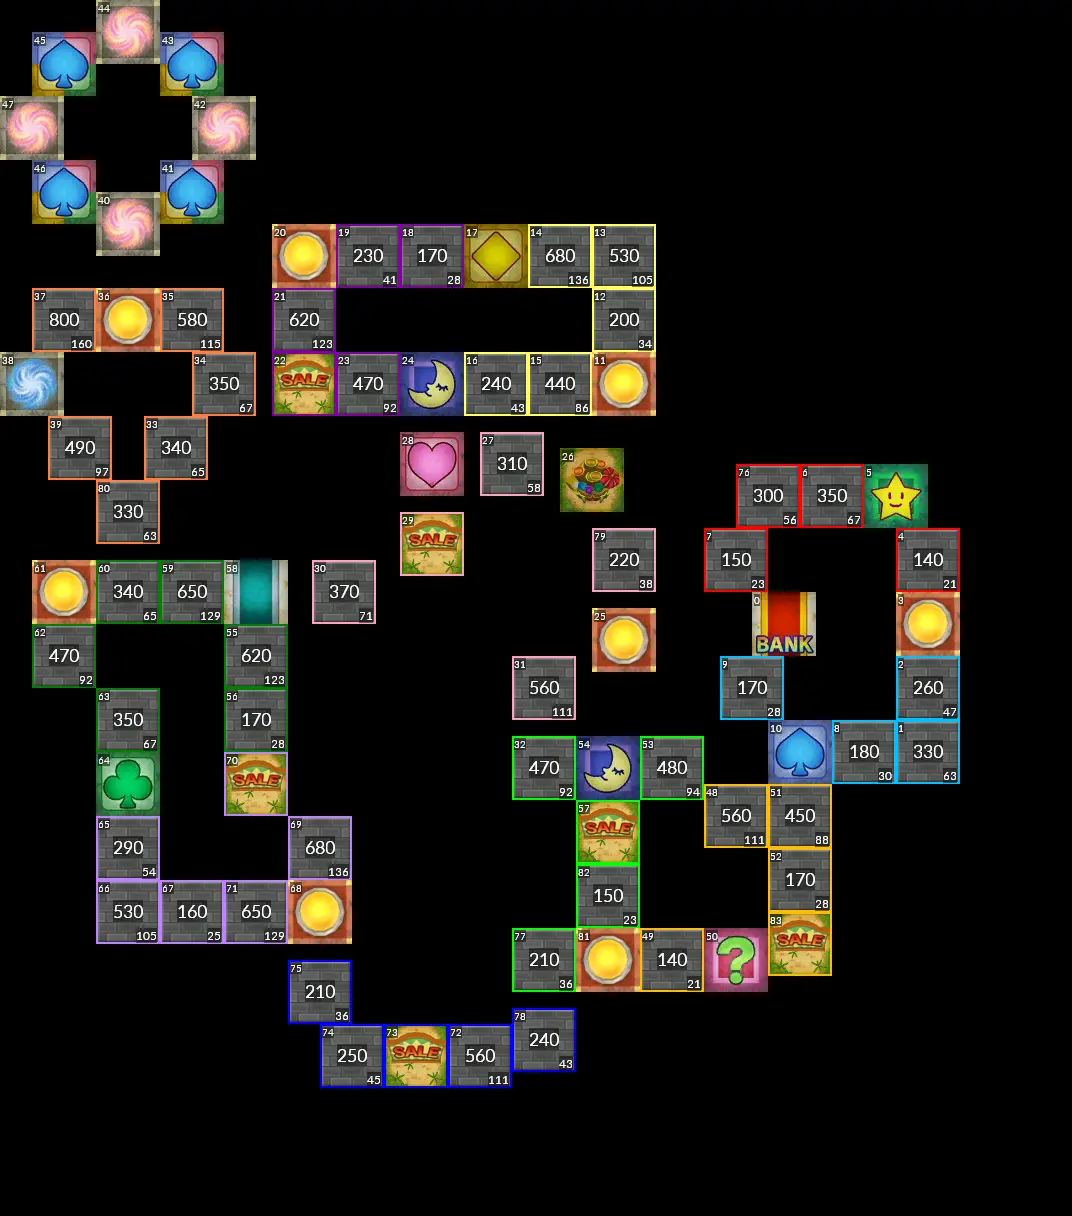 44
45 43
47 42
46 41
40
20 19 230 41 18 170 28 17 14 680 136 13 530 105
37 800 160 36 35 580 115 21 620 123 12 200 34
38 34 350 67 22 SALE 23 470 92 24 16 240 43 15 440 86 11
39 490 97 33 340 65 28 27 310 58 26
80 330 63 76 300 56 6 350 67 5
29 SALE 79 220 38 7 150 23 4 140 21
61 60 340 65 59 650 129 58 30 370 71 0 BANK 3
62 470 92 55 620 123 25
31 560 111 9 170 28 2 260 47
63 350 67 56 170 28 10 8 180 30 1 330 63
64 70 SALE 32 470 92 54 53 480 94
65 290 54 69 680 136 57 SALE 48 560 111 51 450 88
66 530 105 67 160 25 71 650 129 68 82 150 23 52 170 28
75 210 36 77 210 36 81 49 140 21 50 83 SALE
74 250 45 73 SALE 72 560 111 78 240 43